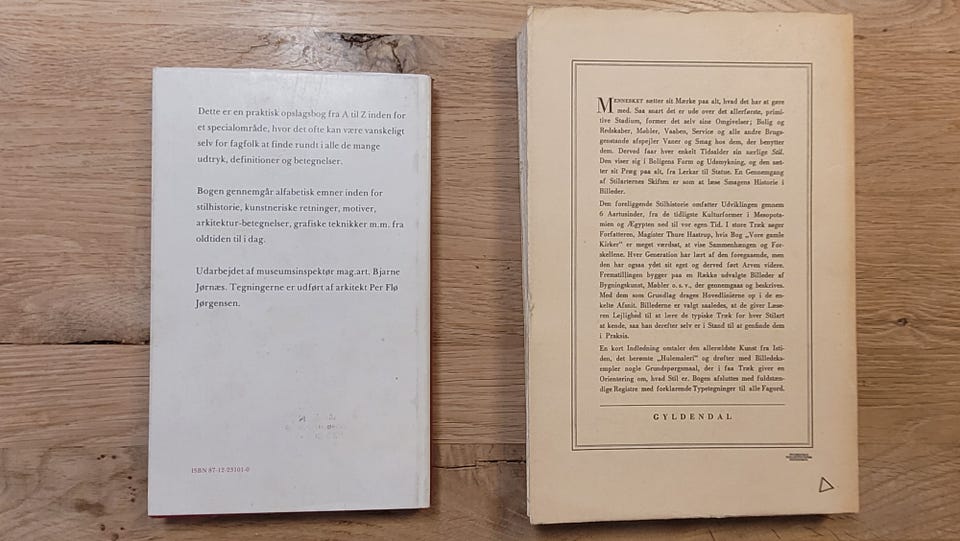 Dette er en praktisk opslagsbog fra A til Z inden for
et specialområde, hvor det ofte kan være vanskeligt
selv for fagfolk at finde rundt i alle de mange
udtryk, definitioner og betegnelser.
Bogen gennemgår alfabetisk emner inden for
stilhistorie, kunstneriske retninger, motiver,
arkitektur-betegnelser, grafiske teknikker m.m. fra
oldtiden til i dag.
Udarbejdet af museumsinspektør mag.art. Bjarne
Jørnæs. Tegningerne er udført af arkitekt Per Flø
Jørgensen.
ISBN 87-12-23101-0
MENNESKET sætter sit Mærke paa alt, hvad det har at gøre
med. Saa snart det er ude over det allerførste, primi-
tive Stadium, former det selv sine Omgivelser; Bolig og
Redskaber, Møbler, Vaaben, Service og alle andre Brugs-
genstande afspejler Vaner og Smag hos dem, der benytter
dem. Derved faar hver enkelt Tidsalder sin særlige Stil.
Den viser sig i Boligens Form og Udsmykning, og den sæt-
ter sit Præg paa alt, fra Lerkar til Statue. En Gennemgang
af Stilarternes Skiften er som at læse Smagens Historie i
Billeder.
Den foreliggende Stilhistorie omfatter Udviklingen gennem
6 Aartusinder, fra de tidligste Kulturformer i Mesopota-
mien og Ægypten ned til vor egen Tid. I store Træk søger
Forfatteren, Magister Thure Hastrup, hvis Bog „Vore gamle
Kirker" er meget værdsat, at vise Sammenhængen og For-
skellene. Hver Generation har lært af den foregaaende, men
den har ogsaa ydet sit eget og derved ført Arven videre.
Fremstillingen bygger paa en Række udvalgte Billeder af
Bygningskunst, Møbler o. s. v., der gennemgaas og beskrives.
Med dem som Grundlag drages Hovedlinierne op i de en-
kelte Afsnit. Billederne er valgt saaledes, at de giver Læse-
ren Lejlighed til at lære de typiske Træk for hver Stilart
at kende, saa han derefter selv er i Stand til at genfinde dem
i Praksis.
En kort Indledning omtaler den allerældste Kunst fra Isti-
den, det berømte „Hulemaleri" og drøfter med Billedeks-
empler nogle Grundspørgsmaal, der i faa Træk giver en
Orientering om, hvad Stil er. Bogen afsluttes med fuldstæn-
dige Registre med forklarende Typetegninger til alle Fagord.
GYLDENDAL